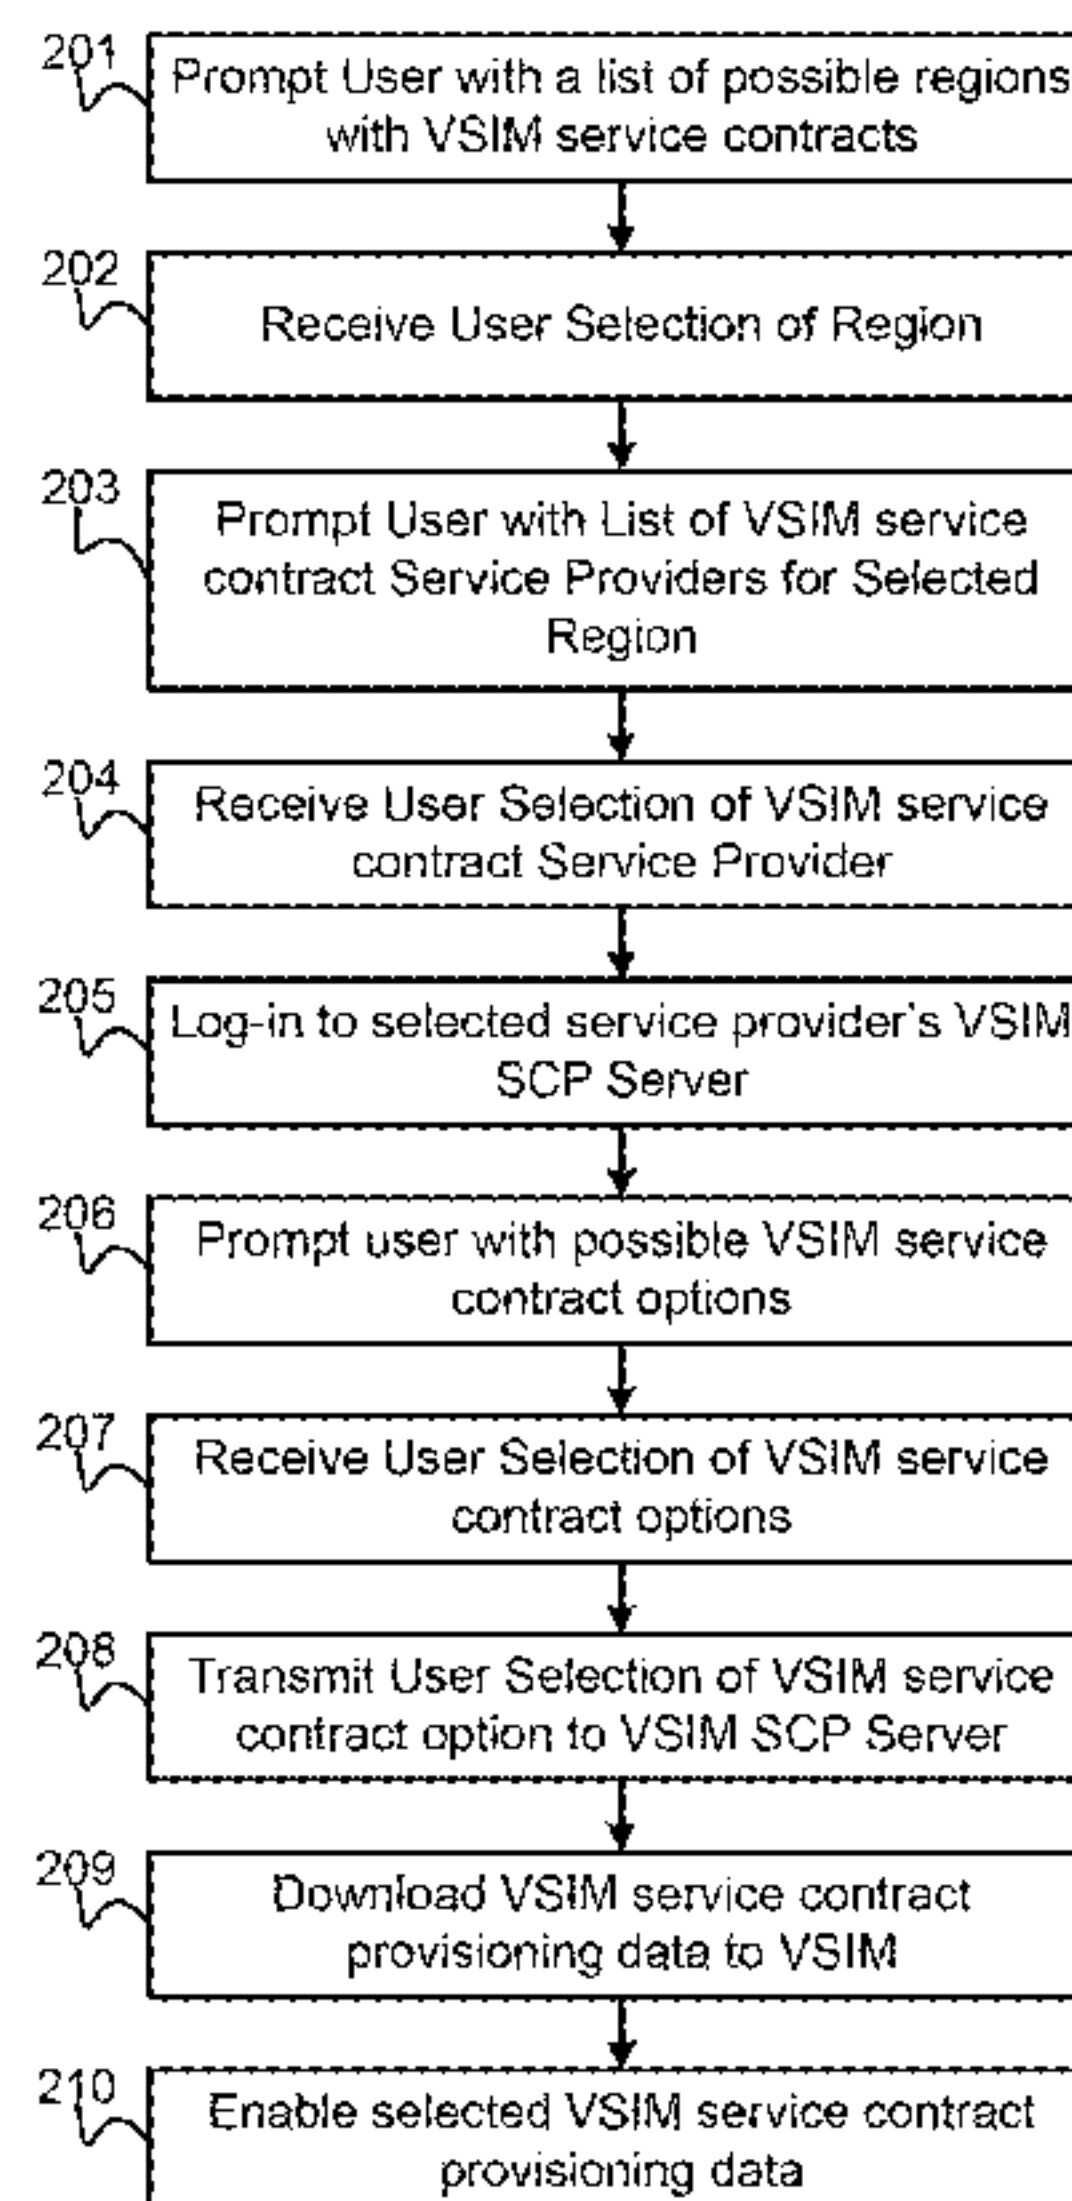 201
Prompt User with a list of possible regions
with VSIM service contracts
202
Receive User Selection of Region
203
Prompt User with List of VSIM service
contract Service Providers for Selected
Region
204
Receive User Selection of VSIM service
contract Service Provider
205
Log-in to selected service provider's VSIM
SCP Server
206
Prompt user with possible VSIM service
contract options
207
Receive User Selection of VSIM service
contract options
208
Transmit User Selection of VSIM service
contract option to VSIM SCP Server
209
Download VSIM service contract
provisioning data to VSIM
210
Enable selected VSIM service contract
provisioning data